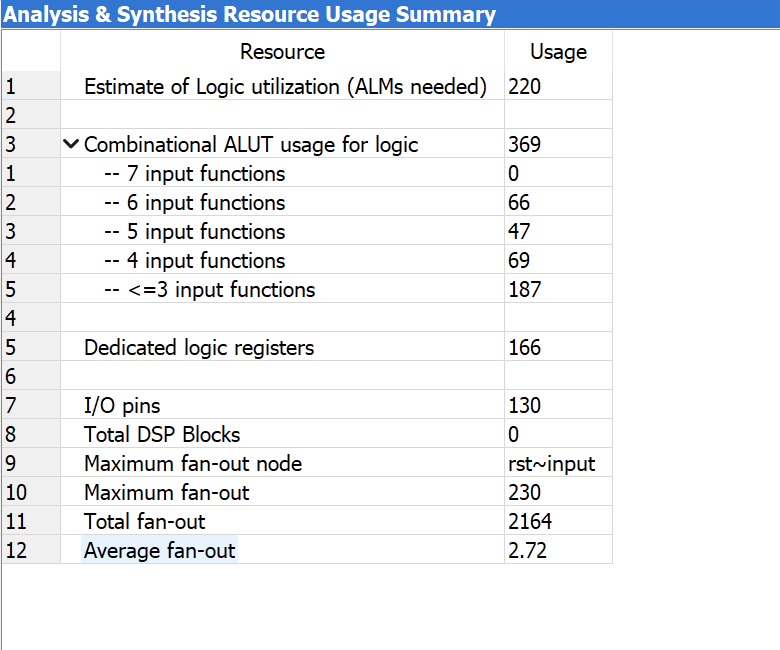 Analysis & Synthesis Resource Usage Summary
Resource Usage
1 Estimate of Logic utilization (ALMs needed) 220
2
3 Combinational ALUT usage for logic 369
1 -- 7 input functions 0
2 -- 6 input functions 66
3 -- 5 input functions 47
4 -- 4 input functions 69
5 -- <=3 input functions 187
4
5 Dedicated logic registers 166
6
7 I/O pins 130
8 Total DSP Blocks 0
9 Maximum fan-out node rst~input
10 Maximum fan-out 230
11 Total fan-out 2164
12 Average fan-out 2.72